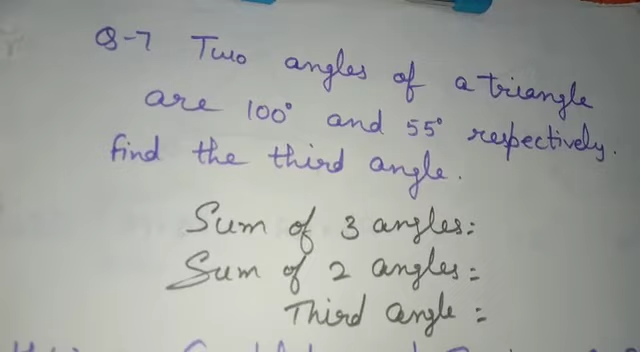 Q-7 Two angles of a triangle
are 100° and 55° respectively.
find the third angle.
Sum of 3 angles:
Sum of 2 angles =
Third angle =